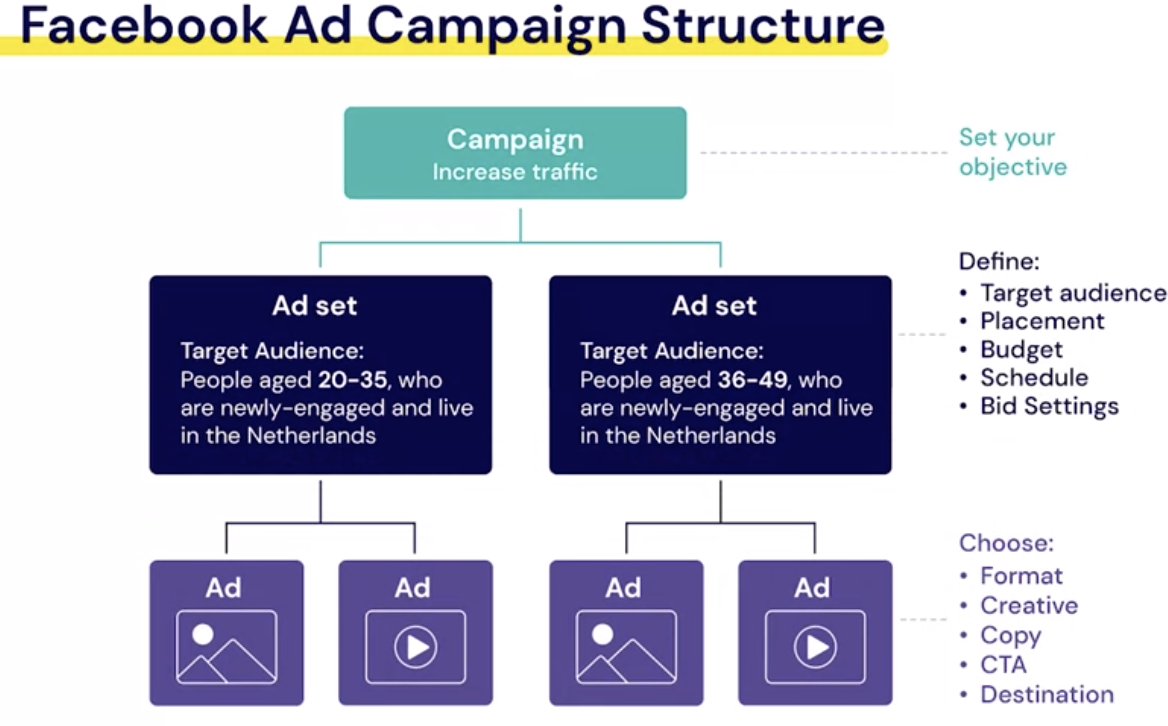 Facebook Ad Campaign Structure
Campaign
Increase traffic
Set your
objective
Ad set
Target Audience:
People aged 20-35, who
are newly-engaged and live
in the Netherlands
Ad set
Target Audience:
People aged 36-49, who
are newly-engaged and live
in the Netherlands
Define:
• Target audience
• Placement
• Budget
• Schedule
• Bid Settings
Ad
Ad
Ad
Ad
Choose:
• Format
• Creative
• Copy
• CTA
• Destination